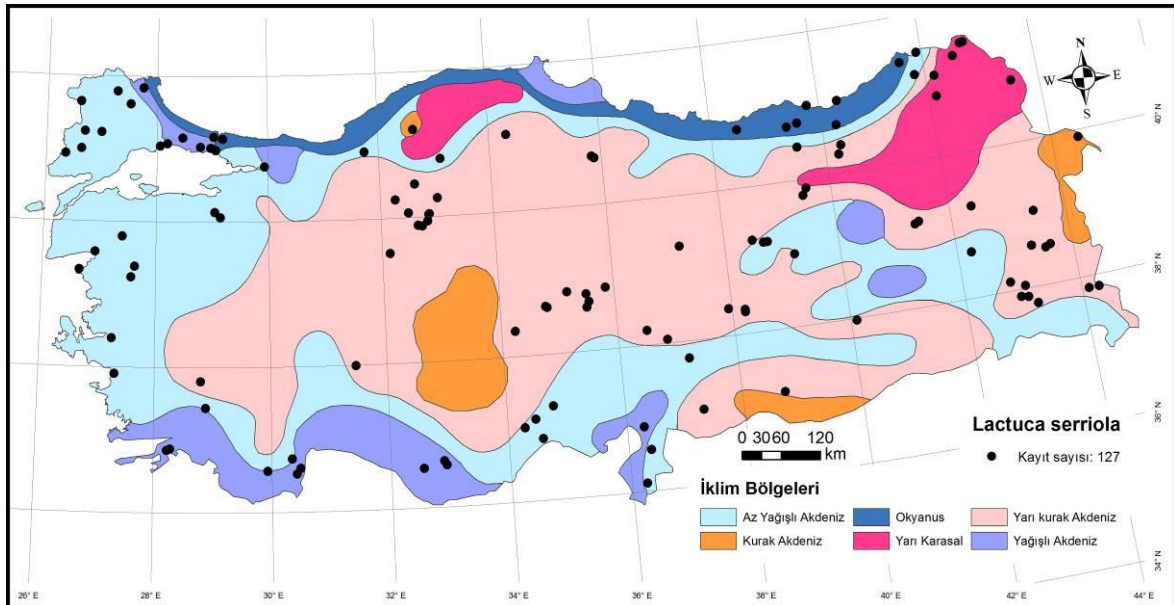 N
W E
S
40° N
38° N
36° N
34° N
Lactuca serriola
Kayıt sayısı: 127
0 30 60 120
km
İklim Bölgeleri
Az Yağışlı Akdeniz
Okyanus
Yarı kurak Akdeniz
Kurak Akdeniz
Yarı Karasal
Yağışlı Akdeniz
26° E 28° E 30° E 32° E 34° E 36° E 38° E 40° E 42° E 44° E